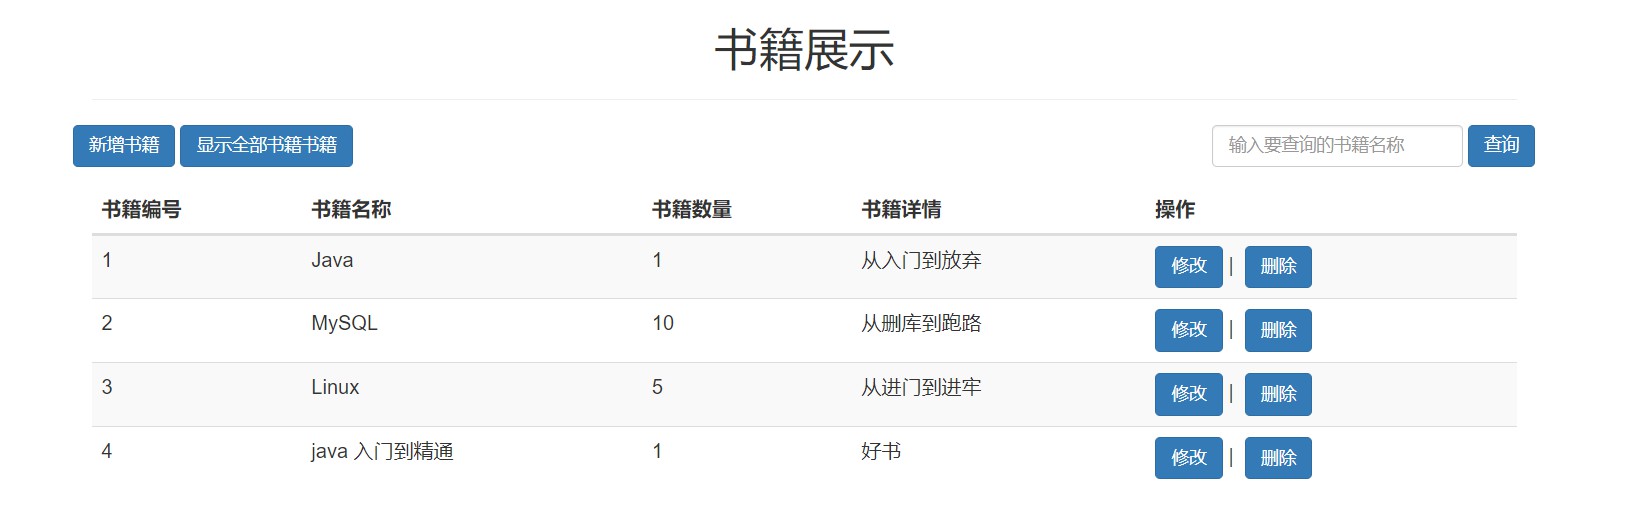 书籍展示
新增书籍 显示全部书籍书籍 输入要查询的书籍名称 查询
书籍编号 书籍名称 书籍数量 书籍详情 操作
1 Java 1 从入门到放弃 修改 | 删除
2 MySQL 10 从删库到跑路 修改 | 删除
3 Linux 5 从进门到进牢 修改 | 删除
4 java 入门到精通 1 好书 修改 | 删除